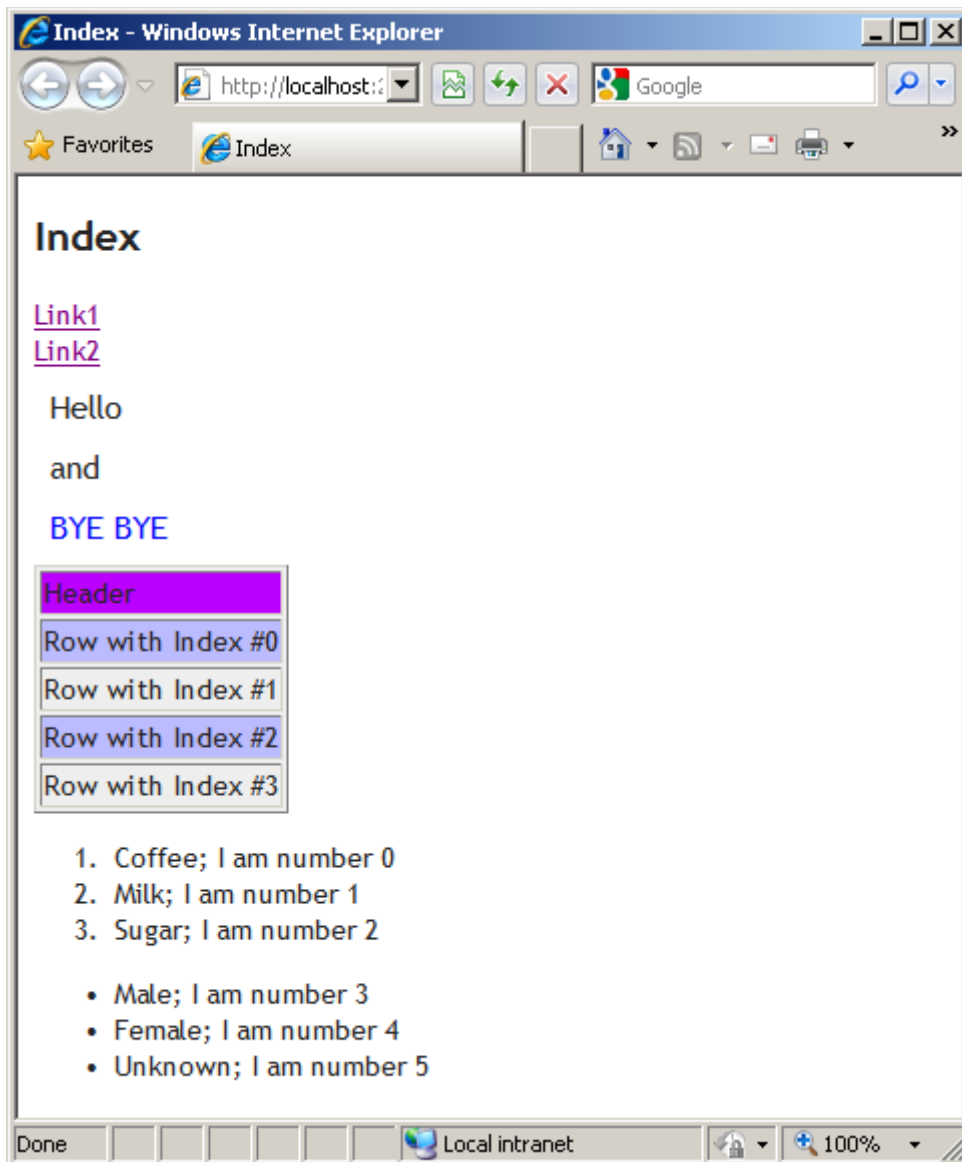 Index - Windows Internet Explorer
http://localhost:2
Google
Favorites
Index
Index
Link1
Link2
Hello
and
BYE BYE
Header
Row with Index #0
Row with Index #1
Row with Index #2
Row with Index #3
1. Coffee; I am number 0
2. Milk; I am number 1
3. Sugar; I am number 2
• Male; I am number 3
• Female; I am number 4
• Unknown; I am number 5
Done
Local intranet
100%